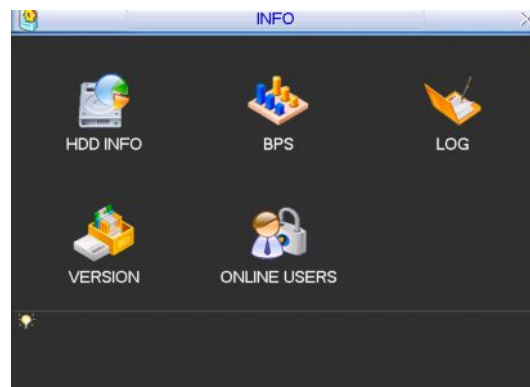 INFO
HDD INFO
BPS
LOG
VERSION
ONLINE USERS